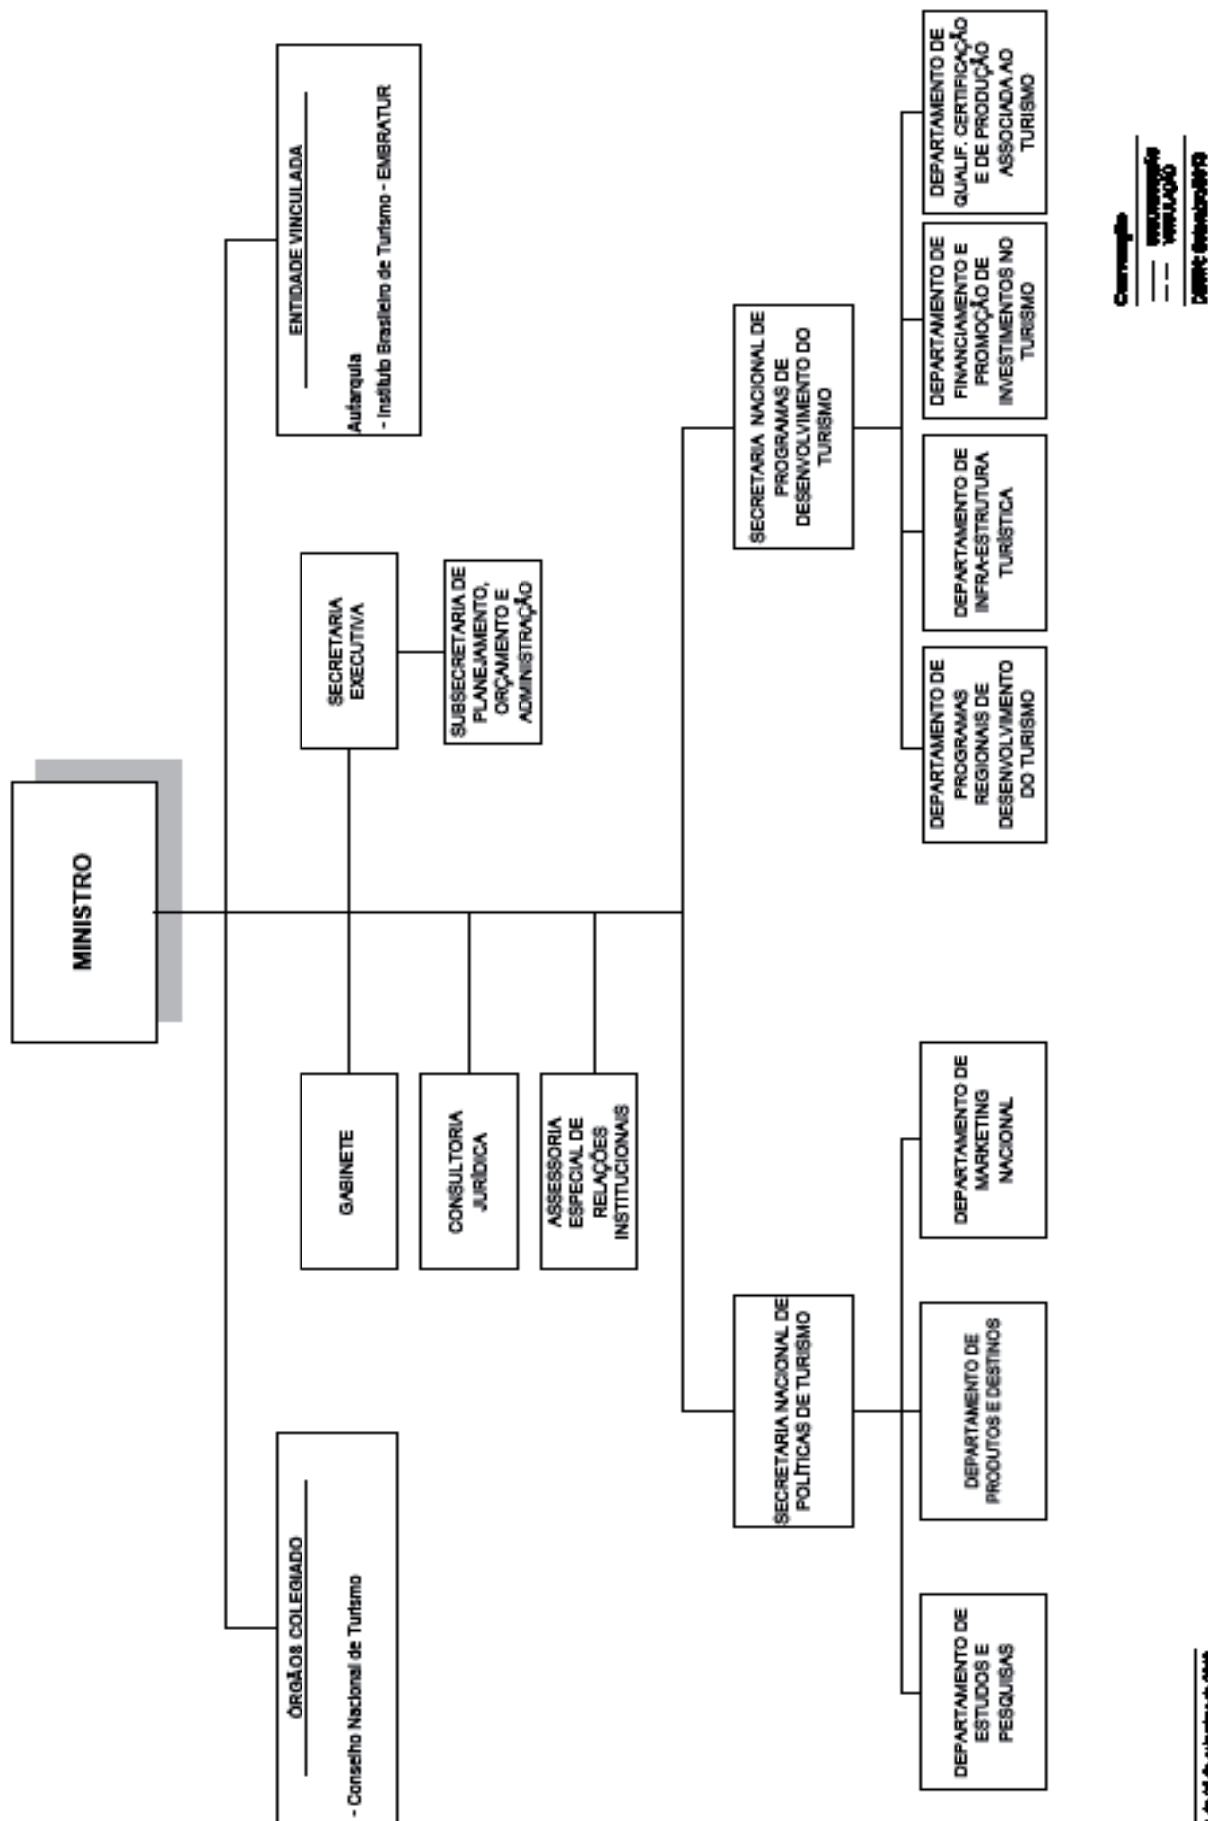 MINISTRO
ÓRGÃOS COLEGIADO
- Conselho Nacional de Turismo
ENTIDADE VINCULADA
Autarquia
- Instituto Brasileiro de Turismo - EMBRATUR
GABINETE
SECRETARIA
EXECUTIVA
CONSULTORIA
JURÍDICA
SUBSECRETARIA DE
PLANEJAMENTO,
ORÇAMENTO E
ADMINISTRAÇÃO
ASSESSORIA
ESPECIAL DE
RELAÇÕES
INSTITUCIONAIS
SECRETARIA NACIONAL DE
POLÍTICAS DE TURISMO
SECRETARIA NACIONAL DE
PROGRAMAS DE
DESENVOLVIMENTO DO
TURISMO
DEPARTAMENTO DE
ESTUDOS E
PESQUISAS
DEPARTAMENTO DE
PRODUTOS E DESTINOS
DEPARTAMENTO DE
MARKETING
NACIONAL
DEPARTAMENTO DE
PROGRAMAS
REGIONAIS DE
DESENVOLVIMENTO
DO TURISMO
DEPARTAMENTO DE
INFRA-ESTRUTURA
TURÍSTICA
DEPARTAMENTO DE
FINANCIAMENTO E
PROMOÇÃO DE
INVESTIMENTOS NO
TURISMO
DEPARTAMENTO DE
QUALIF. CERTIFICAÇÃO
E DE PRODUÇÃO
ASSOCIADA AO
TURISMO
VINCULAÇÃO